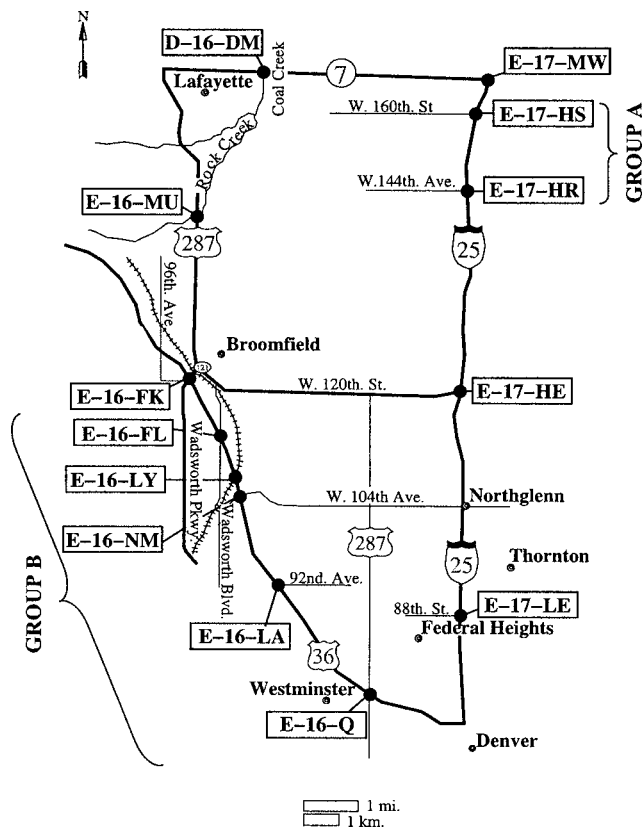 N
D–16–DM
E–17–MW
Lafayette
Coal Creek
7
W. 160th. St
E–17–HS
GROUP A
Rock Creek
W.144th. Ave.
E–17–HR
E–16–MU
287
25
96th. Ave
Broomfield
121
E–16–FK
W. 120th. St.
E–17–HE
E–16–FL
Wadsworth Pkwy
E–16–LY
W. 104th Ave.
Northglenn
E–16–NM
Wadsworth Blvd.
287
25
Thornton
GROUP B
92nd. Ave.
88th. St.
E–17–LE
E–16–LA
Federal Heights
36
Westminster
E–16–Q
Denver
1 mi.
1 km.